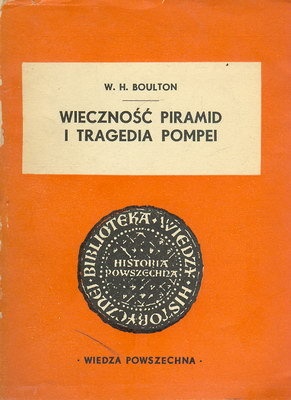 W. H. BOULTON
WIECZNOŚĆ PIRAMID
I TRAGEDIA POMPEI
BIBLIOTEKA · WIEDZY · HISTORYCZNEJ
HISTORIA
POWSZECHNA
· WIEDZA POWSZECHNA ·